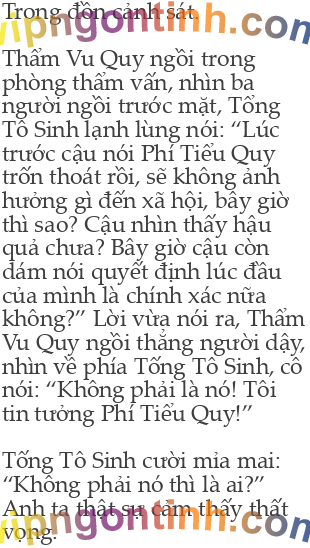 Trong đồn cảnh sát.
vipngontinh.com
Thẩm Vu Quy ngồi trong
phòng thẩm vấn, nhìn ba
người ngồi trước mặt, Tổng
Tô Sinh lạnh lùng nói: “Lúc
trước cậu nói Phí Tiểu Quy
trốn thoát rồi, sẽ không ảnh
hưởng gì đến xã hội, bây giờ
thì sao? Cậu nhìn thấy hậu
quả chưa? Bây giờ cậu còn
dám nói quyết định lúc đầu
của mình là chính xác nữa
không?” Lời vừa nói ra, Thẩm
Vu Quy ngồi thẳng người dậy,
nhìn về phía Tống Tô Sinh, cô
nói: “Không phải là nó! Tôi
tin tưởng Phí Tiểu Quy!”
Tống Tô Sinh cười mỉa mai:
“Không phải nó thì là ai?”
Anh ta thật sự cảm thấy thất
vọng.
vipngontinh.com